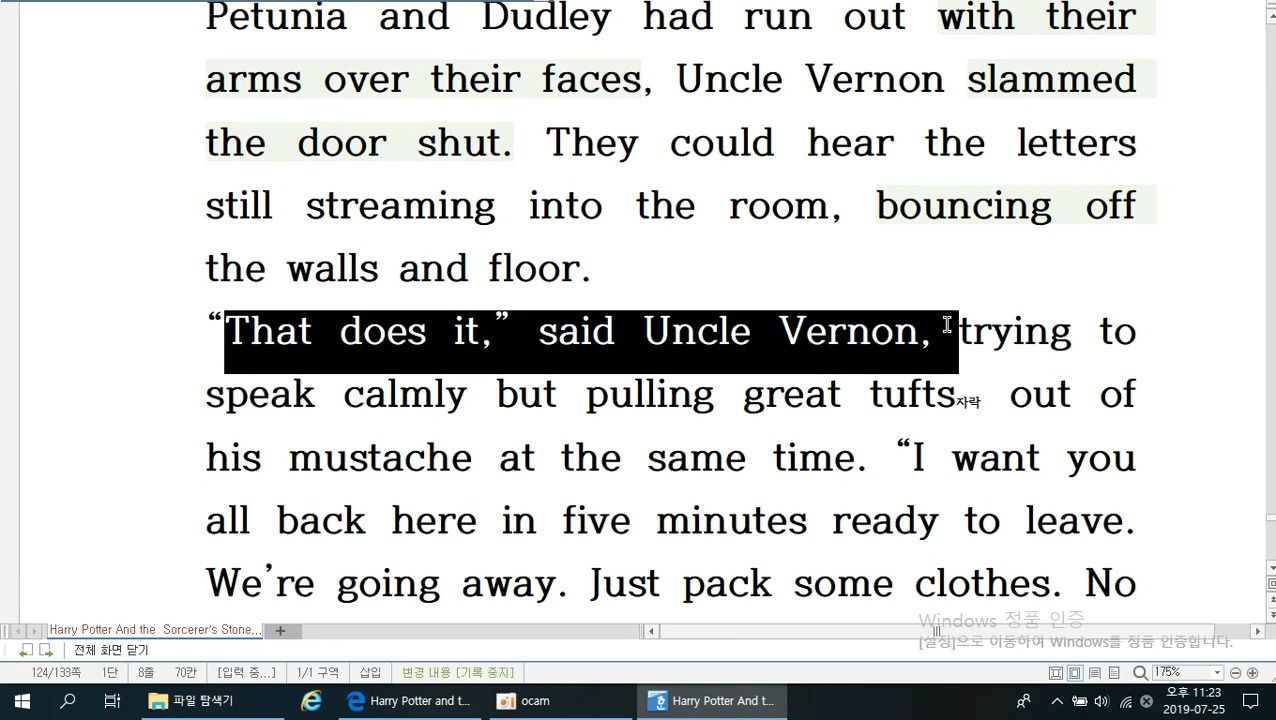 Petunia and Dudley had run out with their
arms over their faces, Uncle Vernon slammed
the door shut. They could hear the letters
still streaming into the room, bouncing off
the walls and floor.
“That does it,” said Uncle Vernon, trying to
speak calmly but pulling great tufts자락 out of
his mustache at the same time. “I want you
all back here in five minutes ready to leave.
We’re going away. Just pack some clothes. No
Windows 정품 인증
[설정]으로 이동하여 Windows를 정품 인증합니다.
Harry Potter And the Sorcerer's Stone...
전체 화면 닫기
124/133쪽 1단 8줄 70칸 [입력 중...] 1/1 구역 삽입 변경 내용 [기록 중지] 175%
파일 탐색기 Harry Potter and t... ocam Harry Potter And t... 오후 11:23
2019-07-25